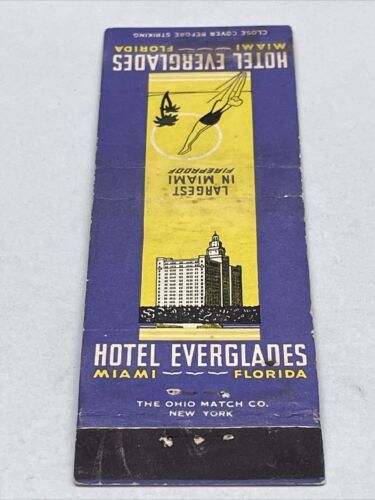 CLOSE COVER BEFORE STRIKING
MIAMI FLORIDA
HOTEL EVERGLADES
LARGEST
IN MIAMI
FIREPROOF
HOTEL EVERGLADES
MIAMI FLORIDA
THE OHIO MATCH CO.
NEW YORK